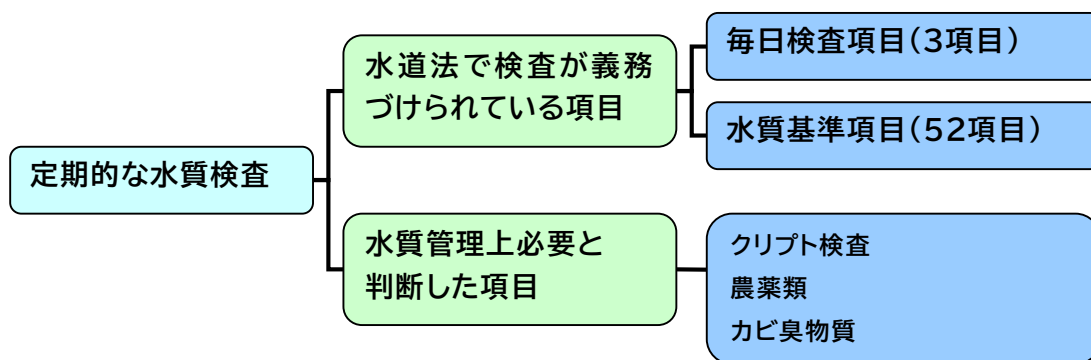 定期的な水質検査
水道法で検査が義務
づけられている項目
毎日検査項目(3項目)
水質基準項目(52項目)
水質管理上必要と
判断した項目
クリプト検査
農薬類
カビ臭物質